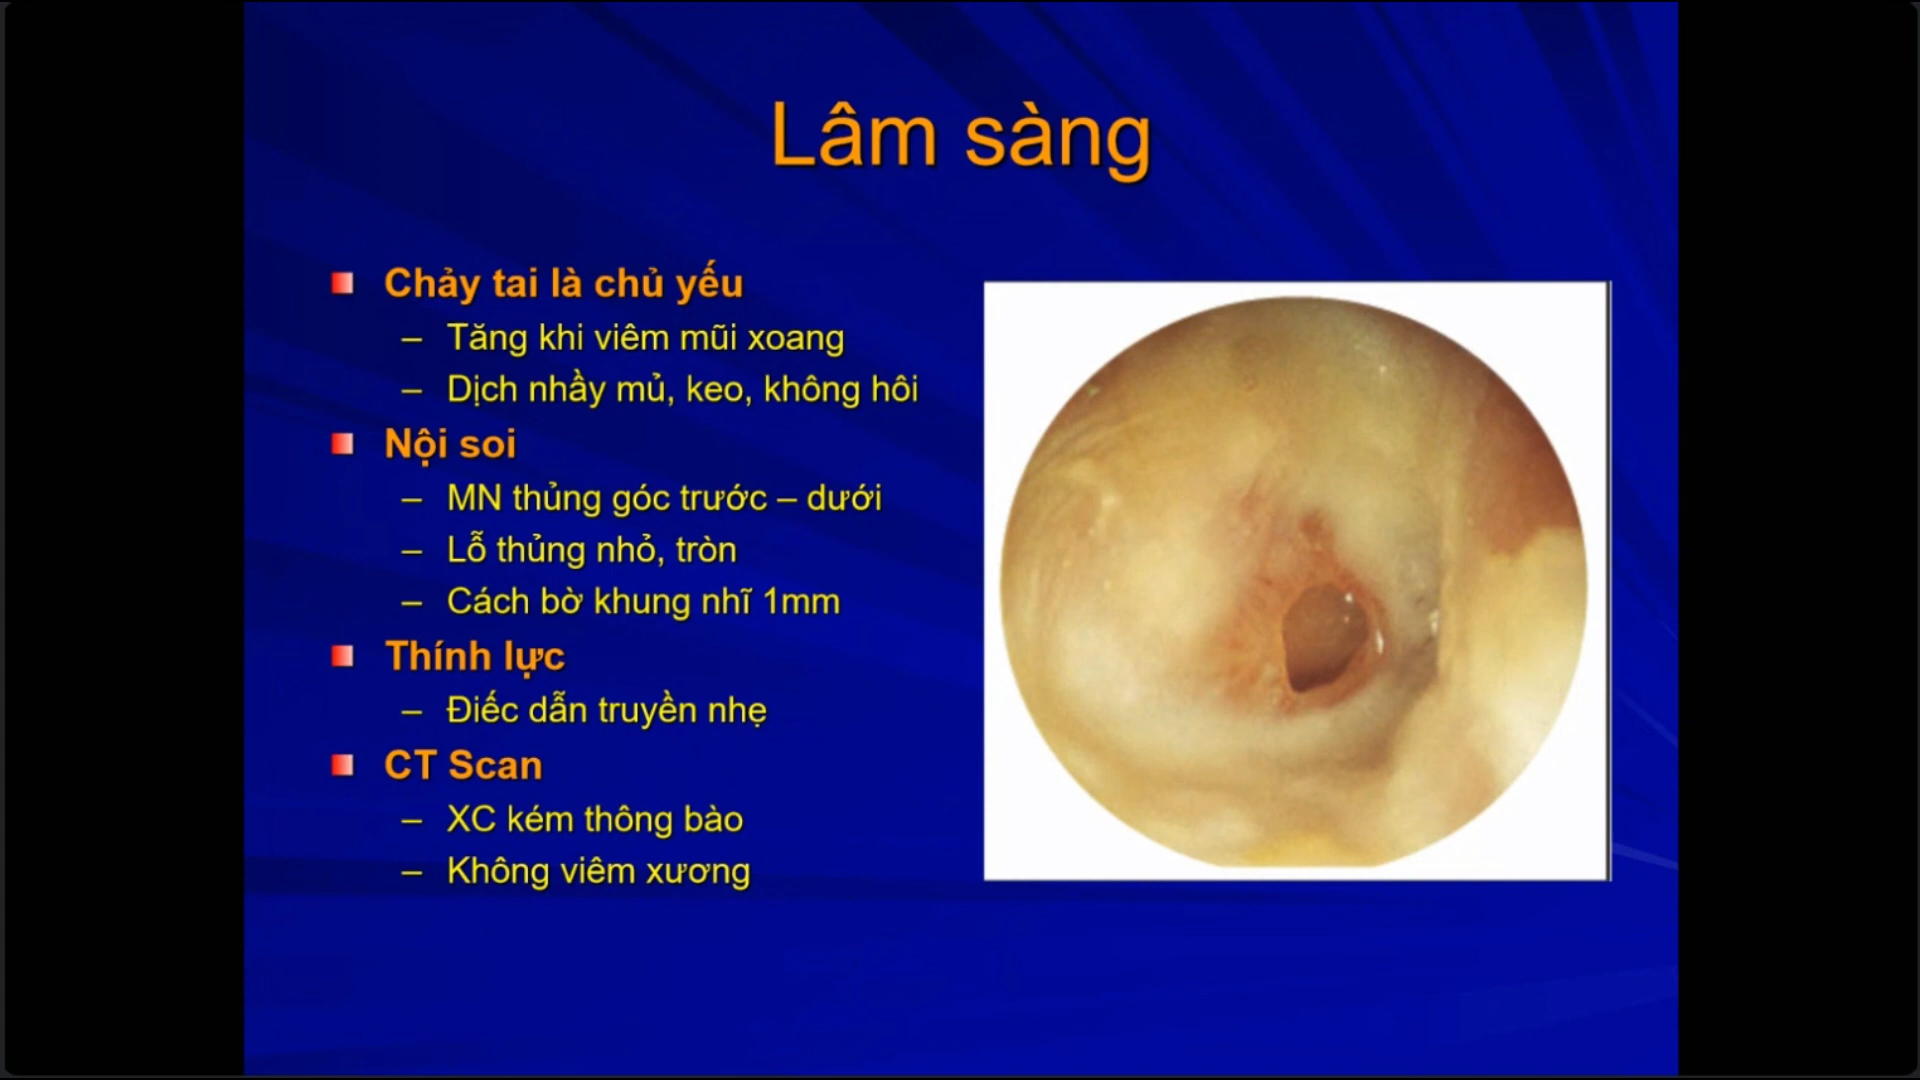 Lâm sàng
Chảy tai là chủ yếu
– Tăng khi viêm mũi xoang
– Dịch nhầy mủ, keo, không hôi
Nội soi
– MN thủng góc trước – dưới
– Lỗ thủng nhỏ, tròn
– Cách bờ khung nhĩ 1mm
Thính lực
– Điếc dẫn truyền nhẹ
CT Scan
– XC kém thông bào
– Không viêm xương